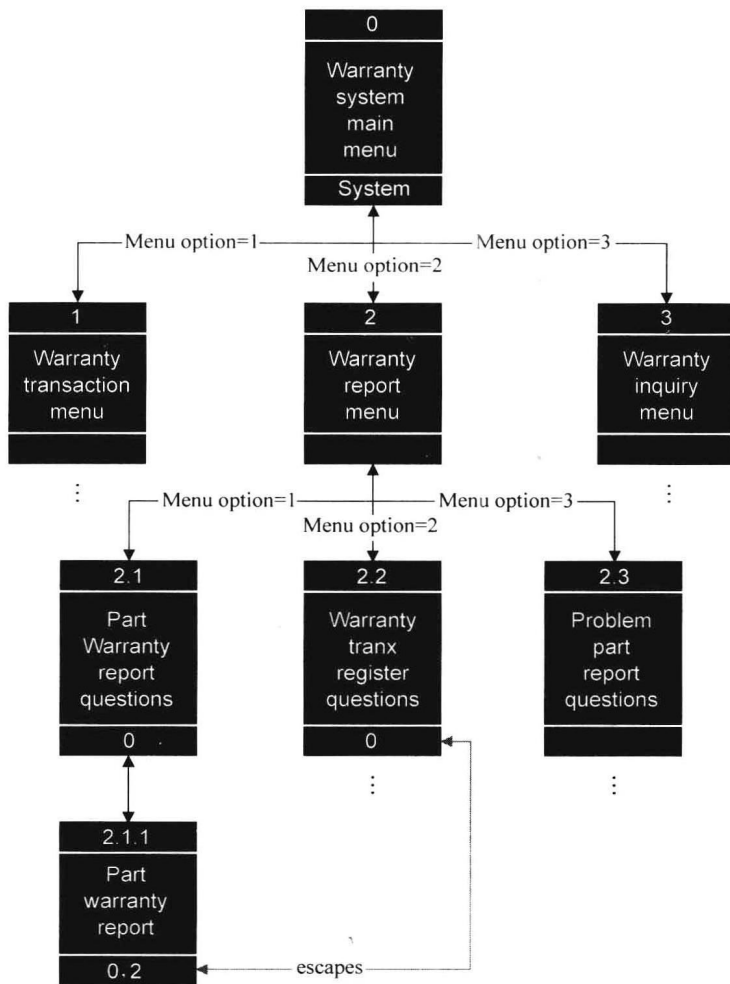 0
Warranty
system
main
menu
System
Menu option=1
Menu option=3
Menu option=2
1
Warranty
transaction
menu
2
Warranty
report
menu
3
Warranty
inquiry
menu
⋮
⋮
Menu option=1
Menu option=3
Menu option=2
2.1
Part
Warranty
report
questions
0
2.2
Warranty
tranx
register
questions
0
2.3
Problem
part
report
questions
⋮
⋮
2.1.1
Part
warranty
report
0.2
escapes